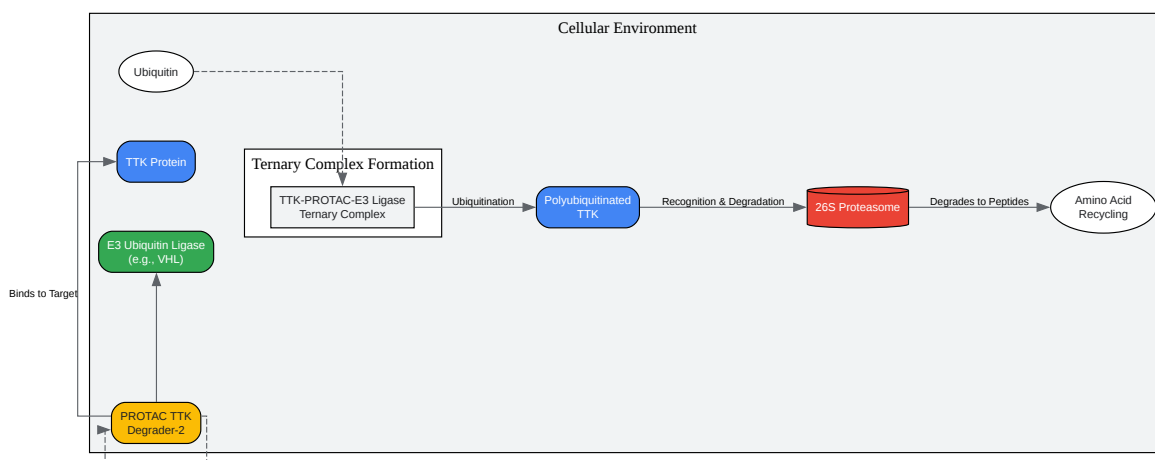 Cellular Environment
Ubiquitin
TTK Protein
Ternary Complex Formation
TTK-PROTAC-E3 Ligase
Ternary Complex
Ubiquitination
Polyubiquitinated
TTK
Recognition & Degradation
26S Proteasome
Degrades to Peptides
Amino Acid
Recycling
E3 Ubiquitin Ligase
(e.g., VHL)
Binds to Target
PROTAC TTK
Degrader-2